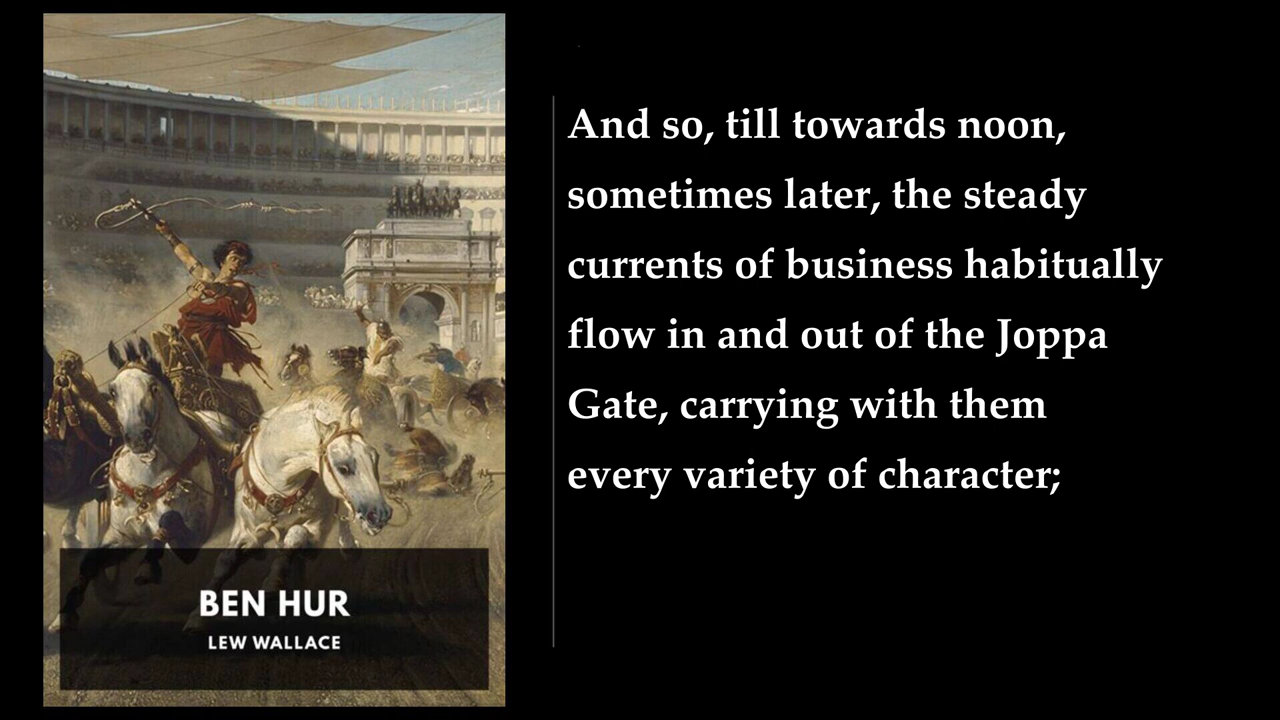 BEN HUR
LEW WALLACE
And so, till towards noon,
sometimes later, the steady
currents of business habitually
flow in and out of the Joppa
Gate, carrying with them
every variety of character;